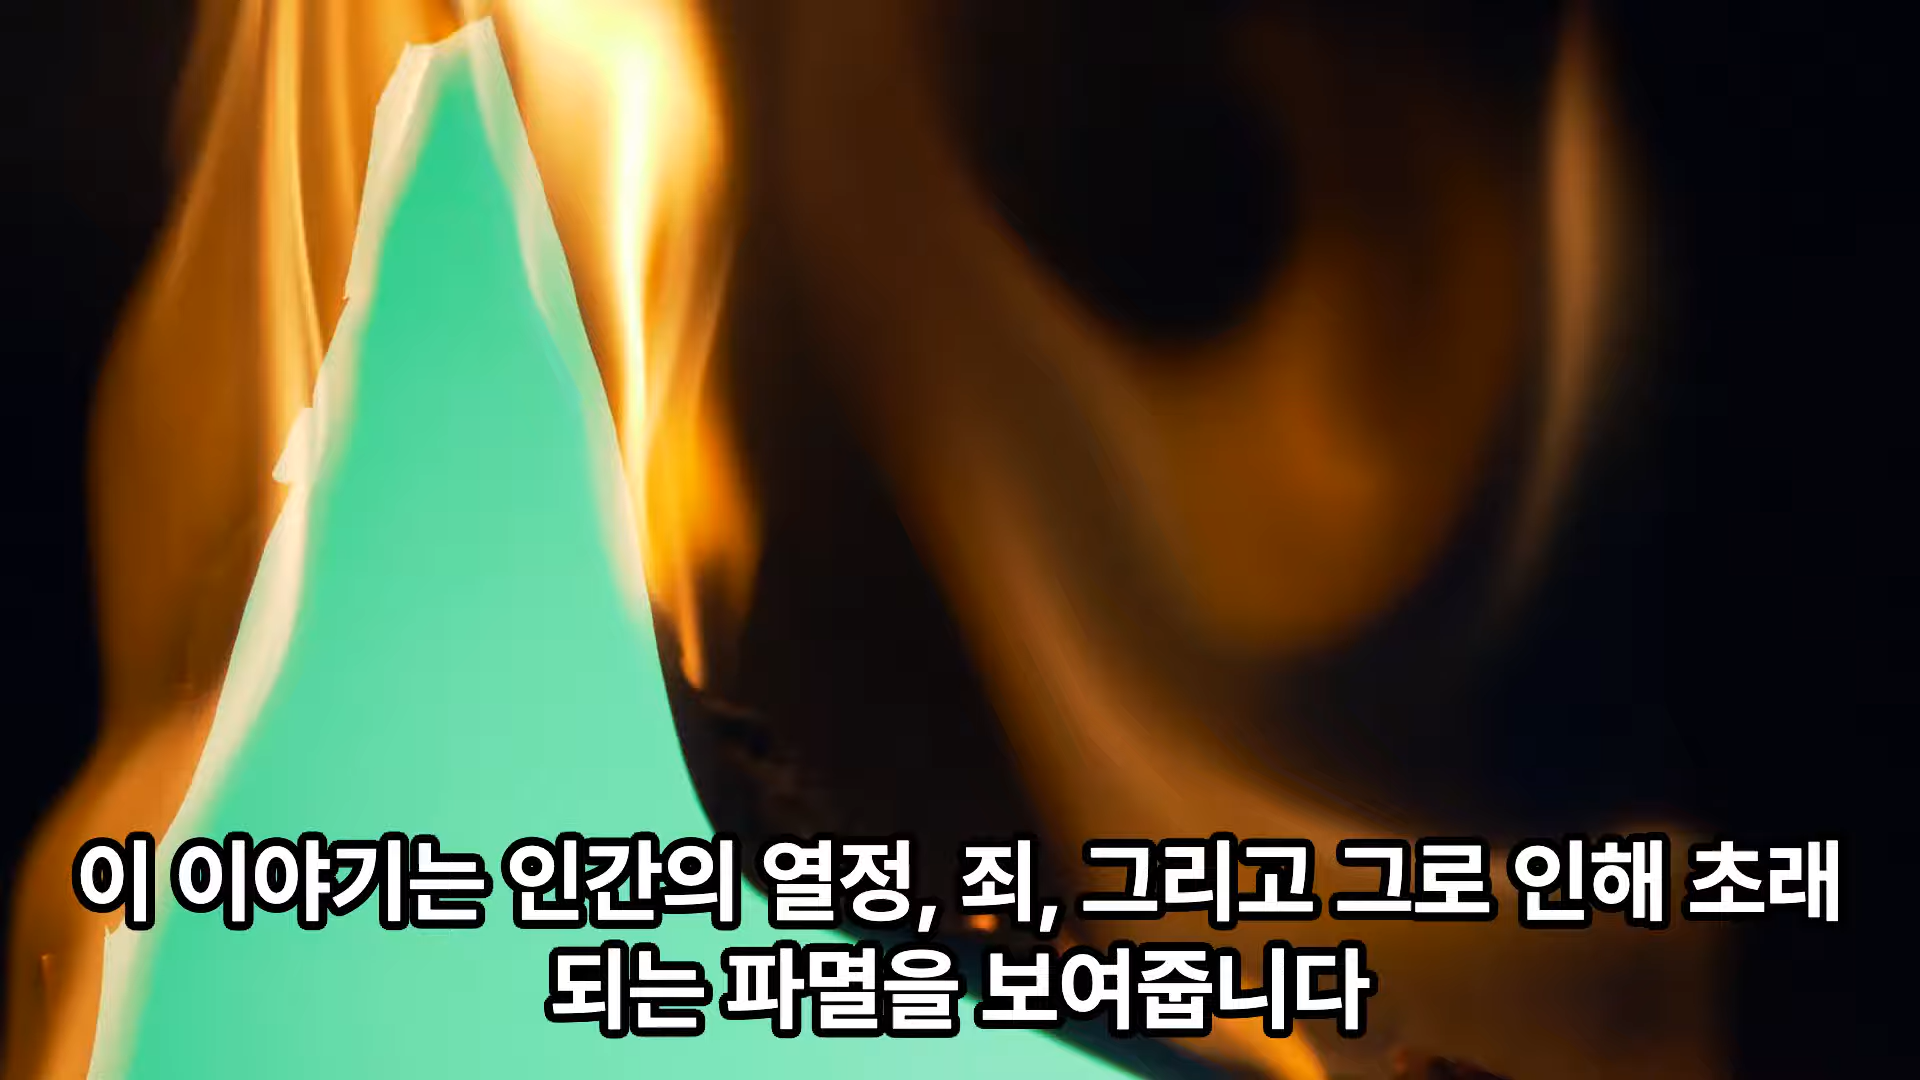 이 이야기는 인간의 열정, 죄, 그리고 그로 인해 초래
되는 파멸을 보여줍니다